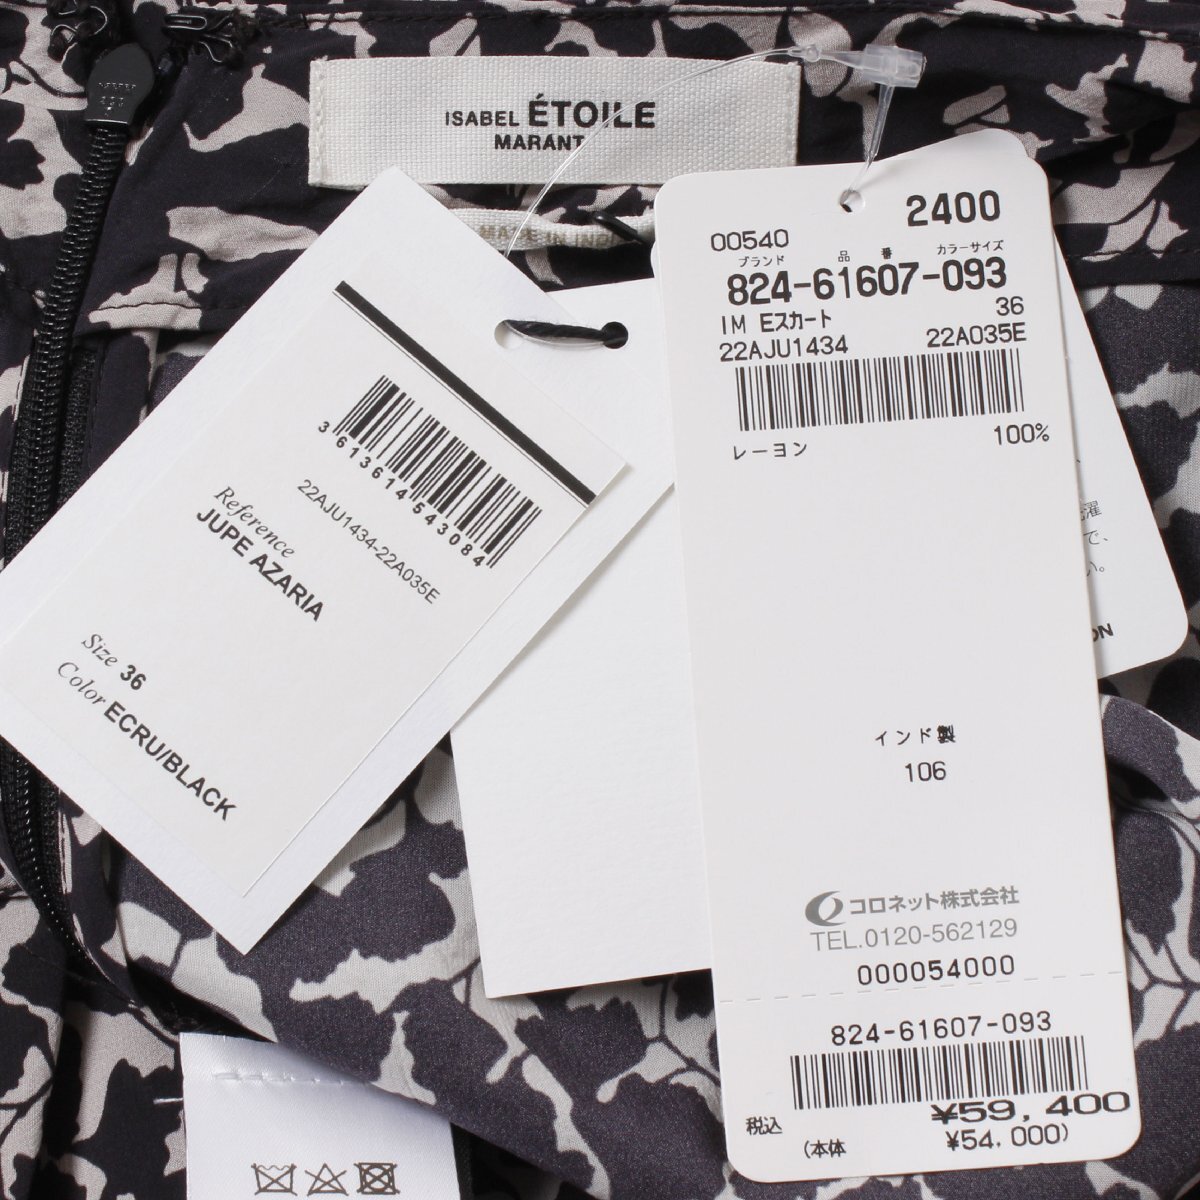 ISABEL ÉTOILE
MARANT
MADE IN
3613614543084
22AJU1434-22A035E
Reference
JUPE AZARIA
Size 36
Color ECRU/BLACK
2400
00540
ブランド 品番 カラーサイズ
824-61607-093
IM Eスカート 36
22AJU1434 22A035E
レーヨン 100%
インド製
106
コロネット株式会社
TEL.0120-562129
000054000
824-61607-093
税込 ¥59,400
(本体 ¥54,000)